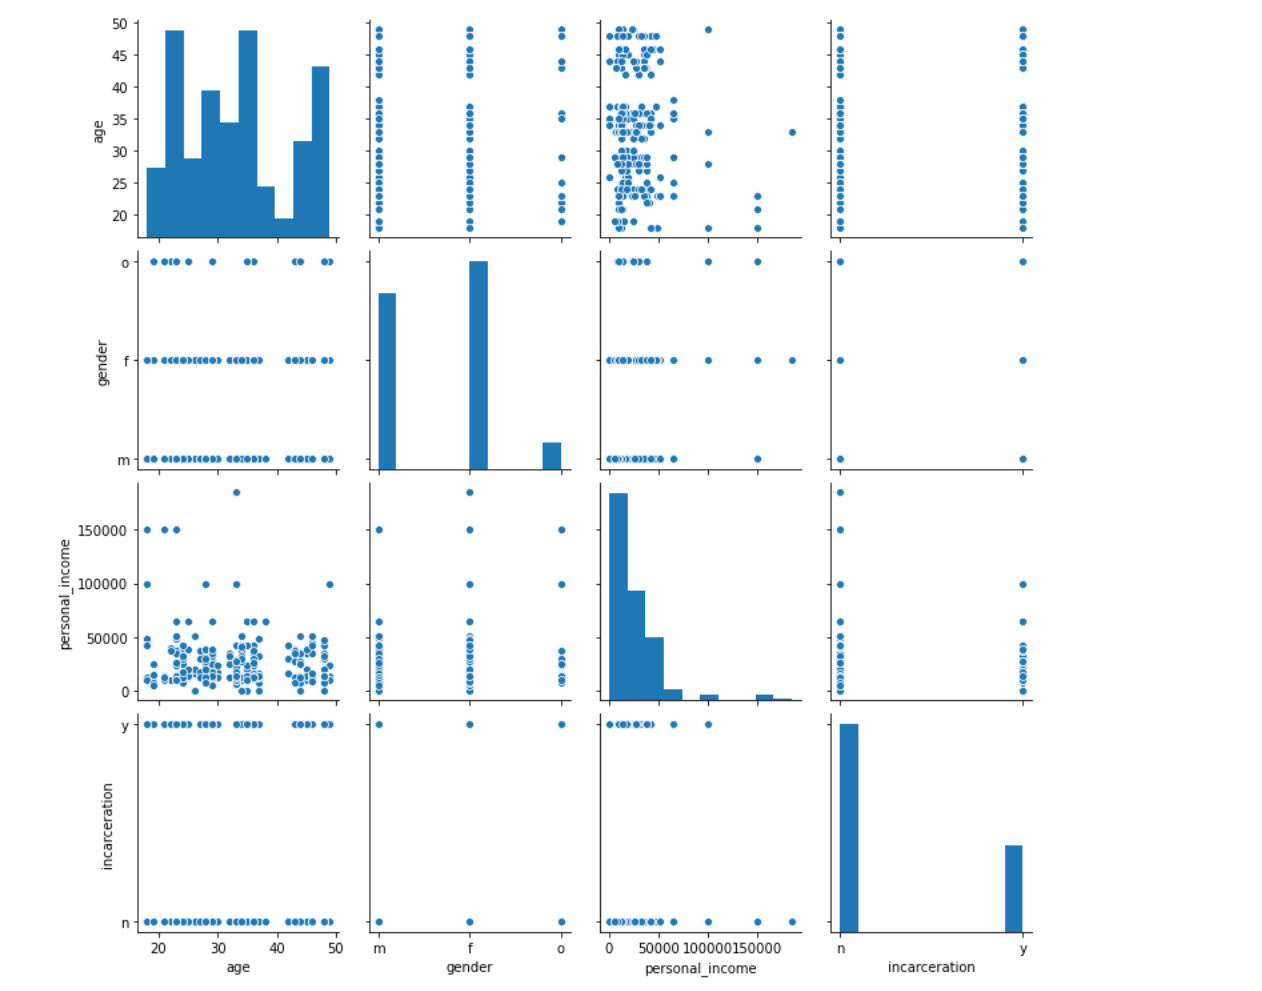 50
45
40
35
30
25
20
age
o
f
m
gender
150000
100000
50000
0
personal_income
y
n
incarceration
20 30 40 50
age
m f o
gender
0 50000 100000 150000
personal_income
n y
incarceration